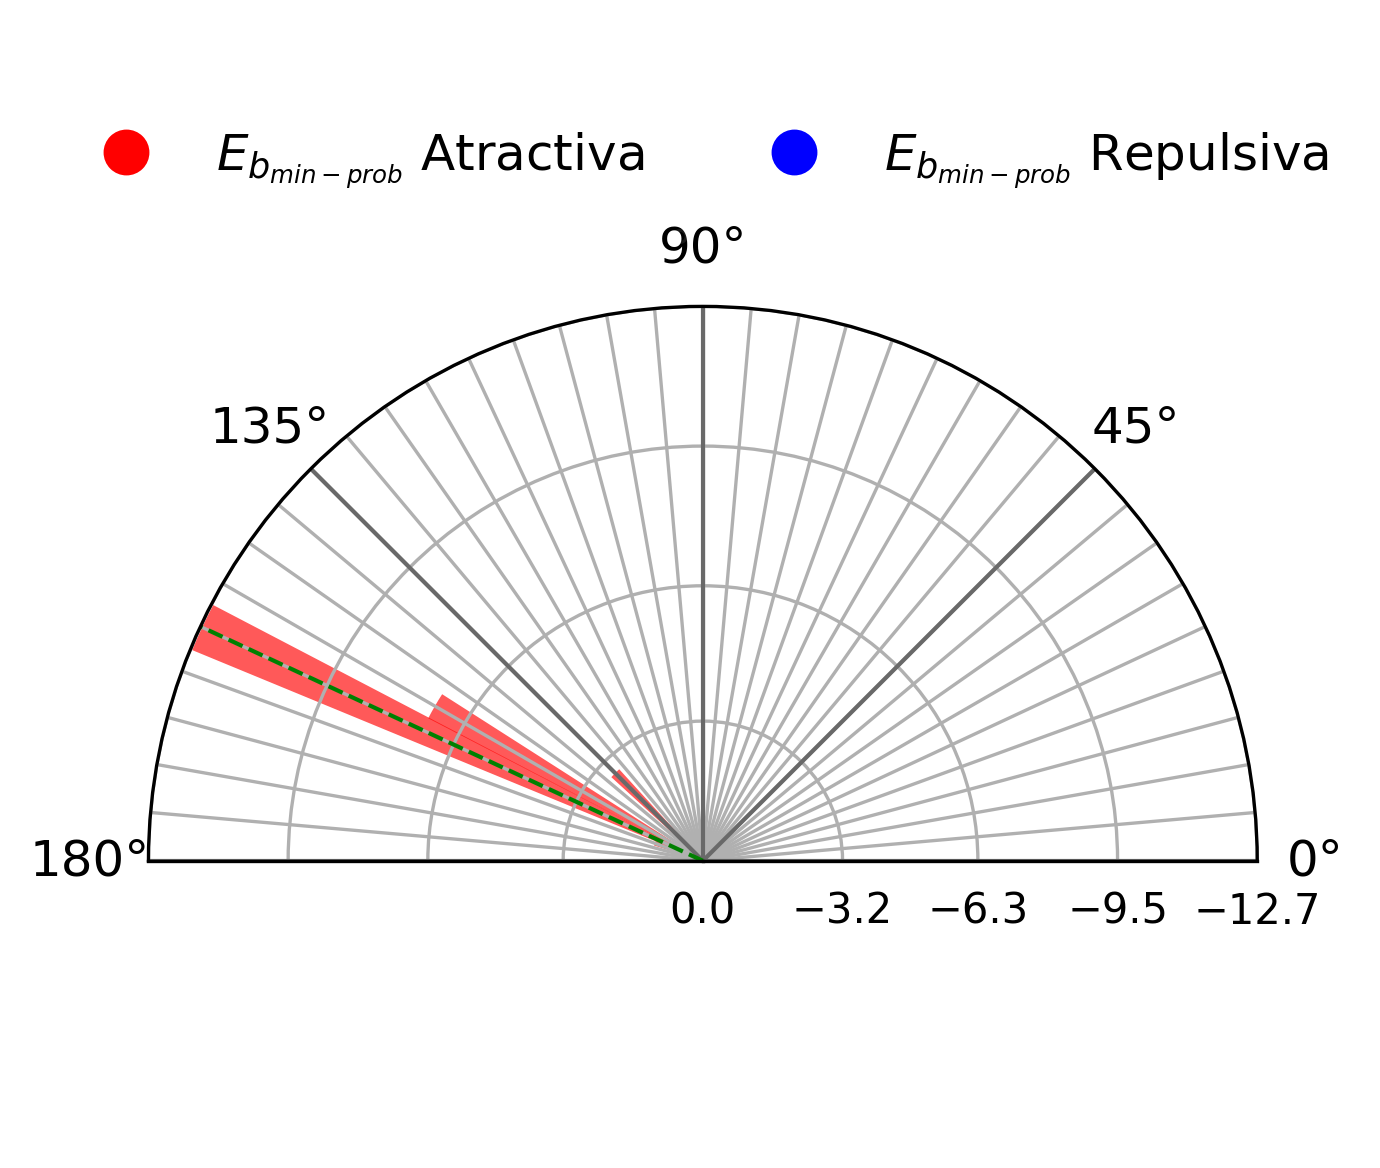 E_{b_{min-prob}} Atractiva E_{b_{min-prob}} Repulsiva
90°
135° 45°
180° 0°
0.0 −3.2 −6.3 −9.5 −12.7